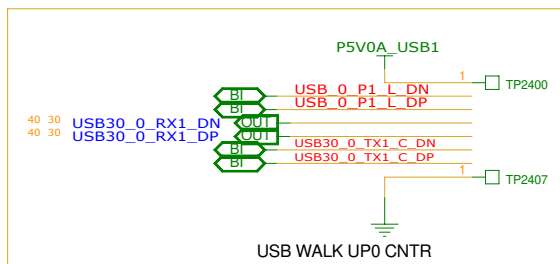 P5V0A_USB1
1
TP2400
BI USB_0_P1_L_DN
BI USB_0_P1_L_DP
40 30 USB30_0_RX1_DN OUT
40 30 USB30_0_RX1_DP OUT
BI USB30_0_TX1_C_DN
BI USB30_0_TX1_C_DP
1
TP2407
USB WALK UP0 CNTR